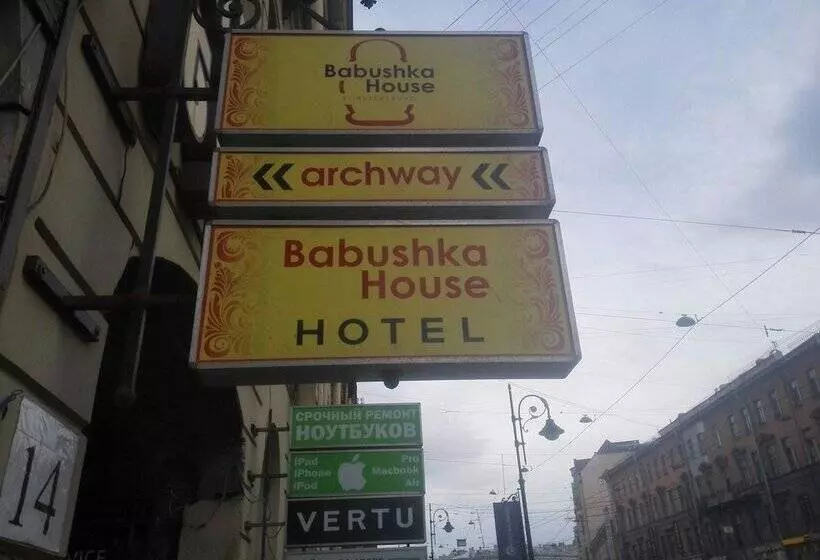 Babushka
House
archway
Babushka
House
HOTEL
СРОЧНЫЙ РЕМОНТ
НОУТБУКОВ
iPad Pro
iPhone Macbook
iPod Air
VERTU
14